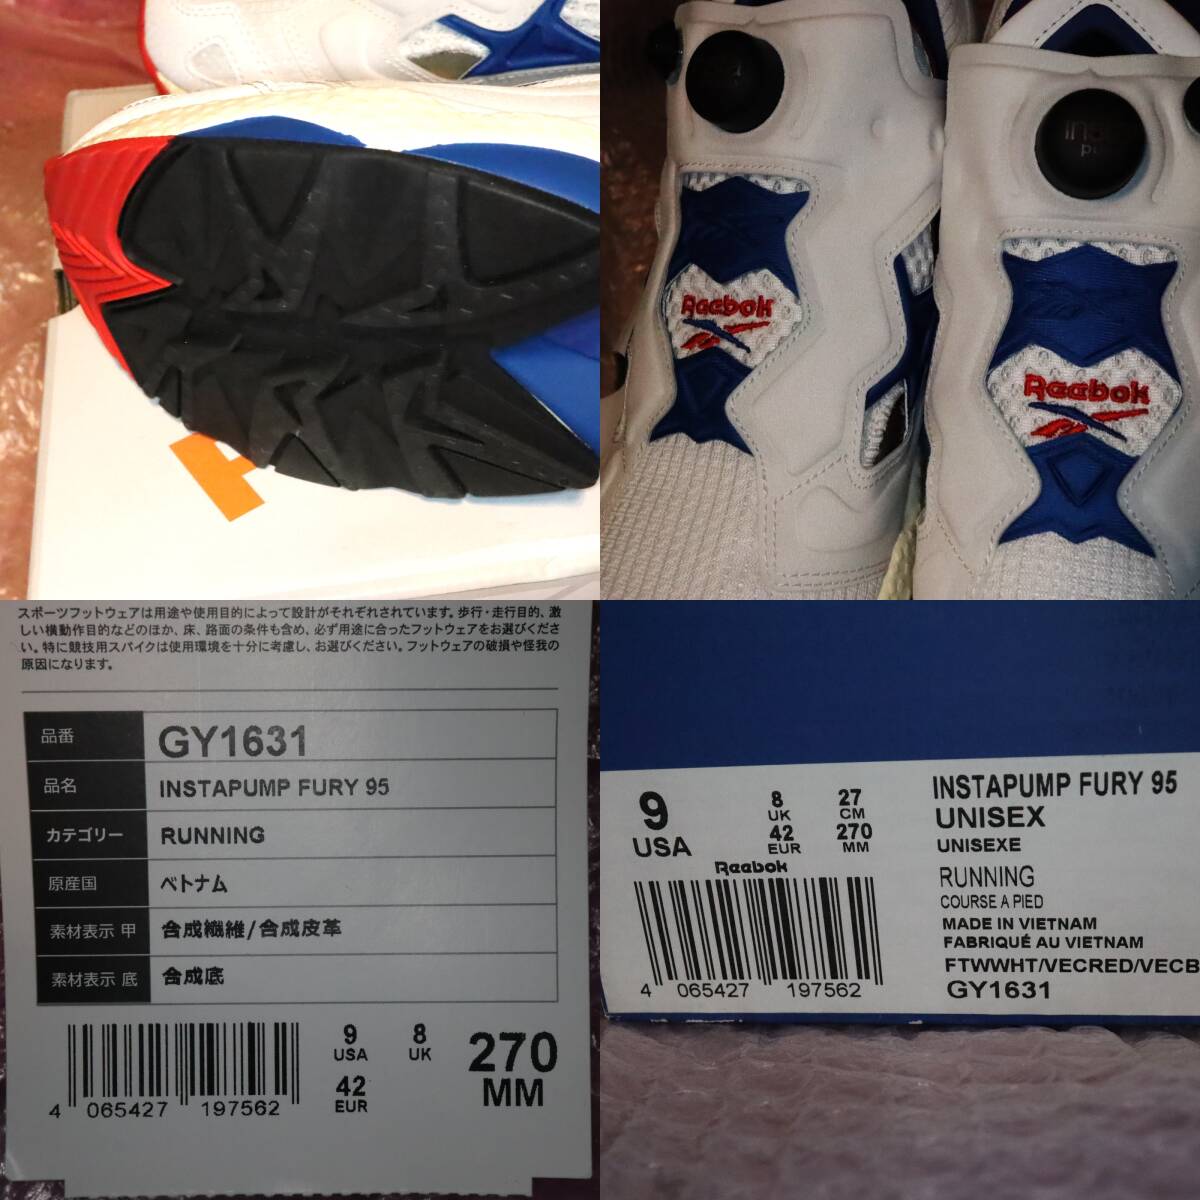 Reebok
Reebok
スポーツフットウェアは用途や使用目的によって設計がそれぞれされています。歩行・走行目的、激
しい横動作目的などのほか、床、路面の条件も含め、必ず用途に合ったフットウェアをお選びくださ
い。特に競技用スパイクは使用環境を十分に考慮し、お選びください。フットウェアの破損や怪我の
原因になります。
品番 GY1631
品名 INSTAPUMP FURY 95
カテゴリー RUNNING
原産国 ベトナム
素材表示 甲 合成繊維/合成皮革
素材表示 底 合成底
9 USA 8 UK
42 EUR
270 MM
4 065427 197562
9 USA
8 UK 27 CM
42 EUR 270 MM
Reebok
4 065427 197562
INSTAPUMP FURY 95
UNISEX
UNISEXE
RUNNING
COURSE A PIED
MADE IN VIETNAM
FABRIQUÉ AU VIETNAM
FTWWHT/VECRED/VECB
GY1631